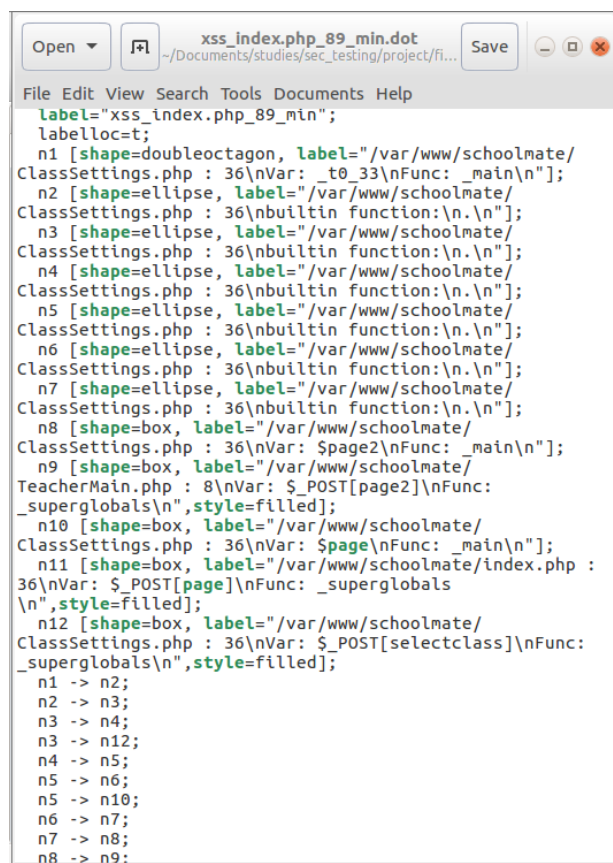 Open
xss_index.php_89_min.dot
~/Documents/studies/sec_testing/project/fi...
Save
File Edit View Search Tools Documents Help
label="xss_index.php_89_min";
labelloc=t;
n1 [shape=doubleoctagon, label="/var/www/schoolmate/
ClassSettings.php : 36\nVar: _t0_33\nFunc: _main\n"];
n2 [shape=ellipse, label="/var/www/schoolmate/
ClassSettings.php : 36\nbuiltin function:\n.\n"];
n3 [shape=ellipse, label="/var/www/schoolmate/
ClassSettings.php : 36\nbuiltin function:\n.\n"];
n4 [shape=ellipse, label="/var/www/schoolmate/
ClassSettings.php : 36\nbuiltin function:\n.\n"];
n5 [shape=ellipse, label="/var/www/schoolmate/
ClassSettings.php : 36\nbuiltin function:\n.\n"];
n6 [shape=ellipse, label="/var/www/schoolmate/
ClassSettings.php : 36\nbuiltin function:\n.\n"];
n7 [shape=ellipse, label="/var/www/schoolmate/
ClassSettings.php : 36\nbuiltin function:\n.\n"];
n8 [shape=box, label="/var/www/schoolmate/
ClassSettings.php : 36\nVar: $page2\nFunc: _main\n"];
n9 [shape=box, label="/var/www/schoolmate/
TeacherMain.php : 8\nVar: $_POST[page2]\nFunc:
_superglobals\n",style=filled];
n10 [shape=box, label="/var/www/schoolmate/
ClassSettings.php : 36\nVar: $page\nFunc: _main\n"];
n11 [shape=box, label="/var/www/schoolmate/index.php :
36\nVar: $_POST[page]\nFunc: _superglobals
\n",style=filled];
n12 [shape=box, label="/var/www/schoolmate/
ClassSettings.php : 36\nVar: $_POST[selectclass]\nFunc:
_superglobals\n",style=filled];
n1 -> n2;
n2 -> n3;
n3 -> n4;
n3 -> n12;
n4 -> n5;
n5 -> n6;
n5 -> n10;
n6 -> n7;
n7 -> n8;
n8 -> n9;